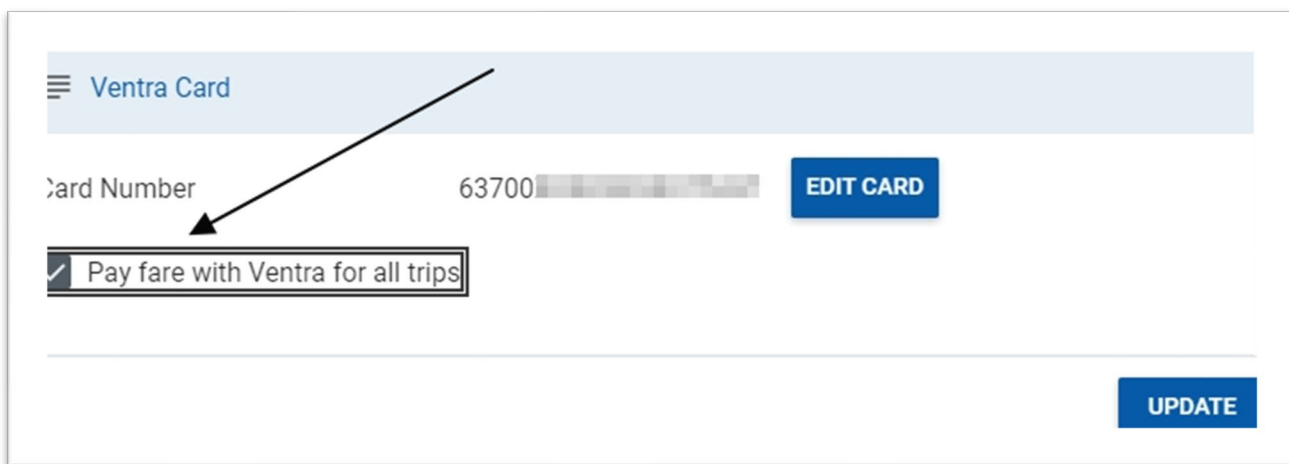 Ventra Card
Card Number 63700 EDIT CARD
Pay fare with Ventra for all trips
UPDATE